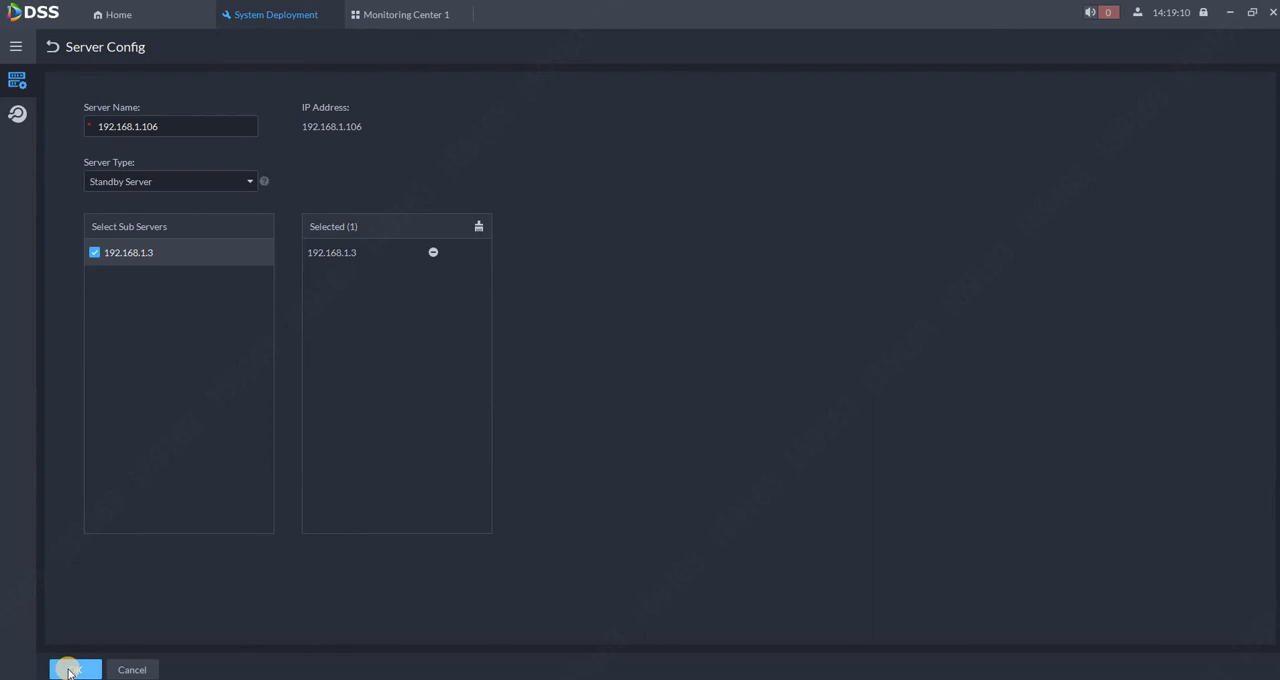 DSS
Home
System Deployment
Monitoring Center 1
0
14:19:10
Server Config
Server Name:
IP Address:
* 192.168.1.106
192.168.1.106
Server Type:
Standby Server
Select Sub Servers
Selected (1)
192.168.1.3
192.168.1.3
Cancel